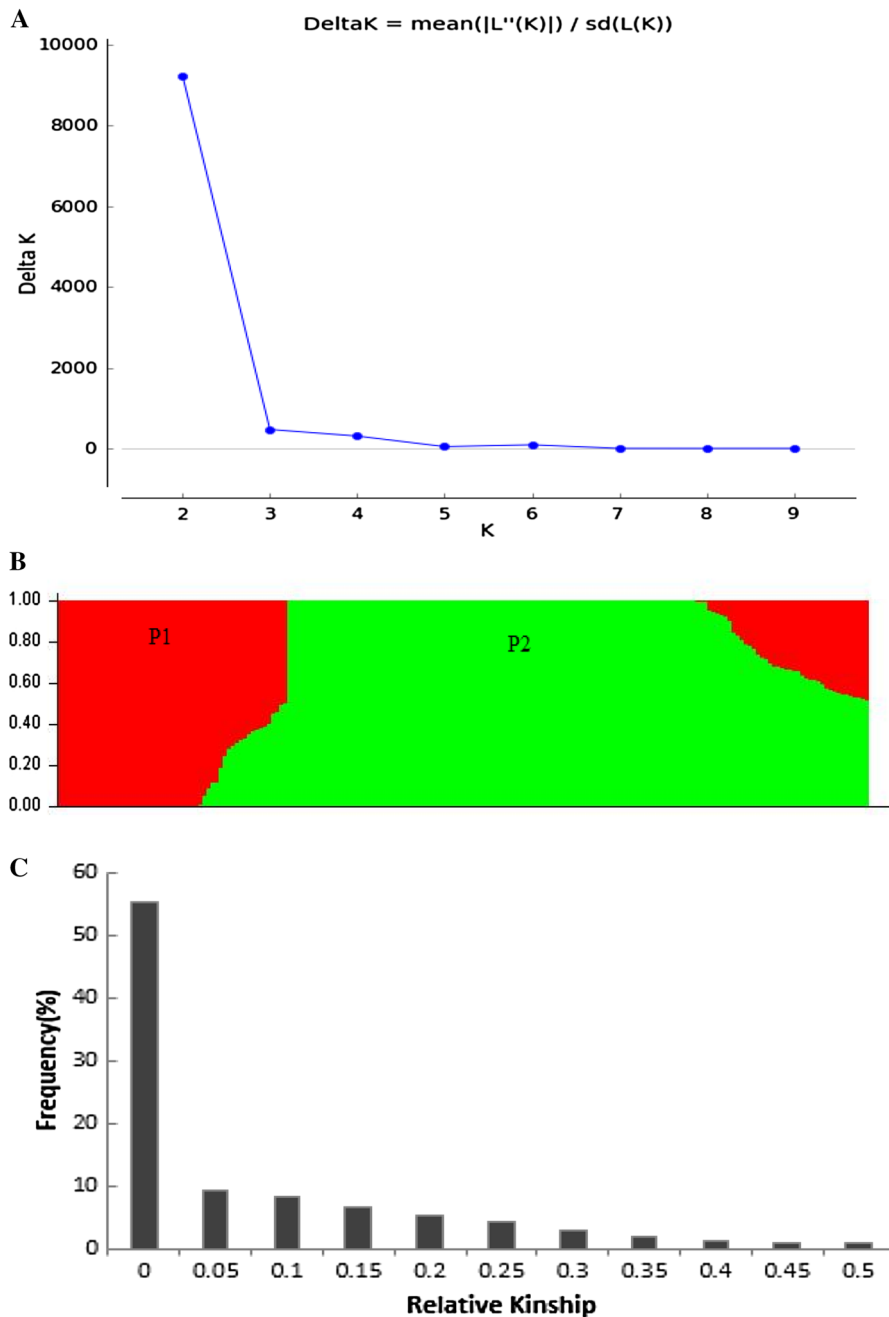 A
DeltaK = mean(|L''(K)|) / sd(L(K))
10000
8000
6000
4000
2000
0
Delta K
2 3 4 5 6 7 8 9
K
B
1.00
0.80
0.60
0.40
0.20
0.00
P1
P2
C
60
50
40
30
20
10
0
Frequency(%)
0 0.05 0.1 0.15 0.2 0.25 0.3 0.35 0.4 0.45 0.5
Relative Kinship